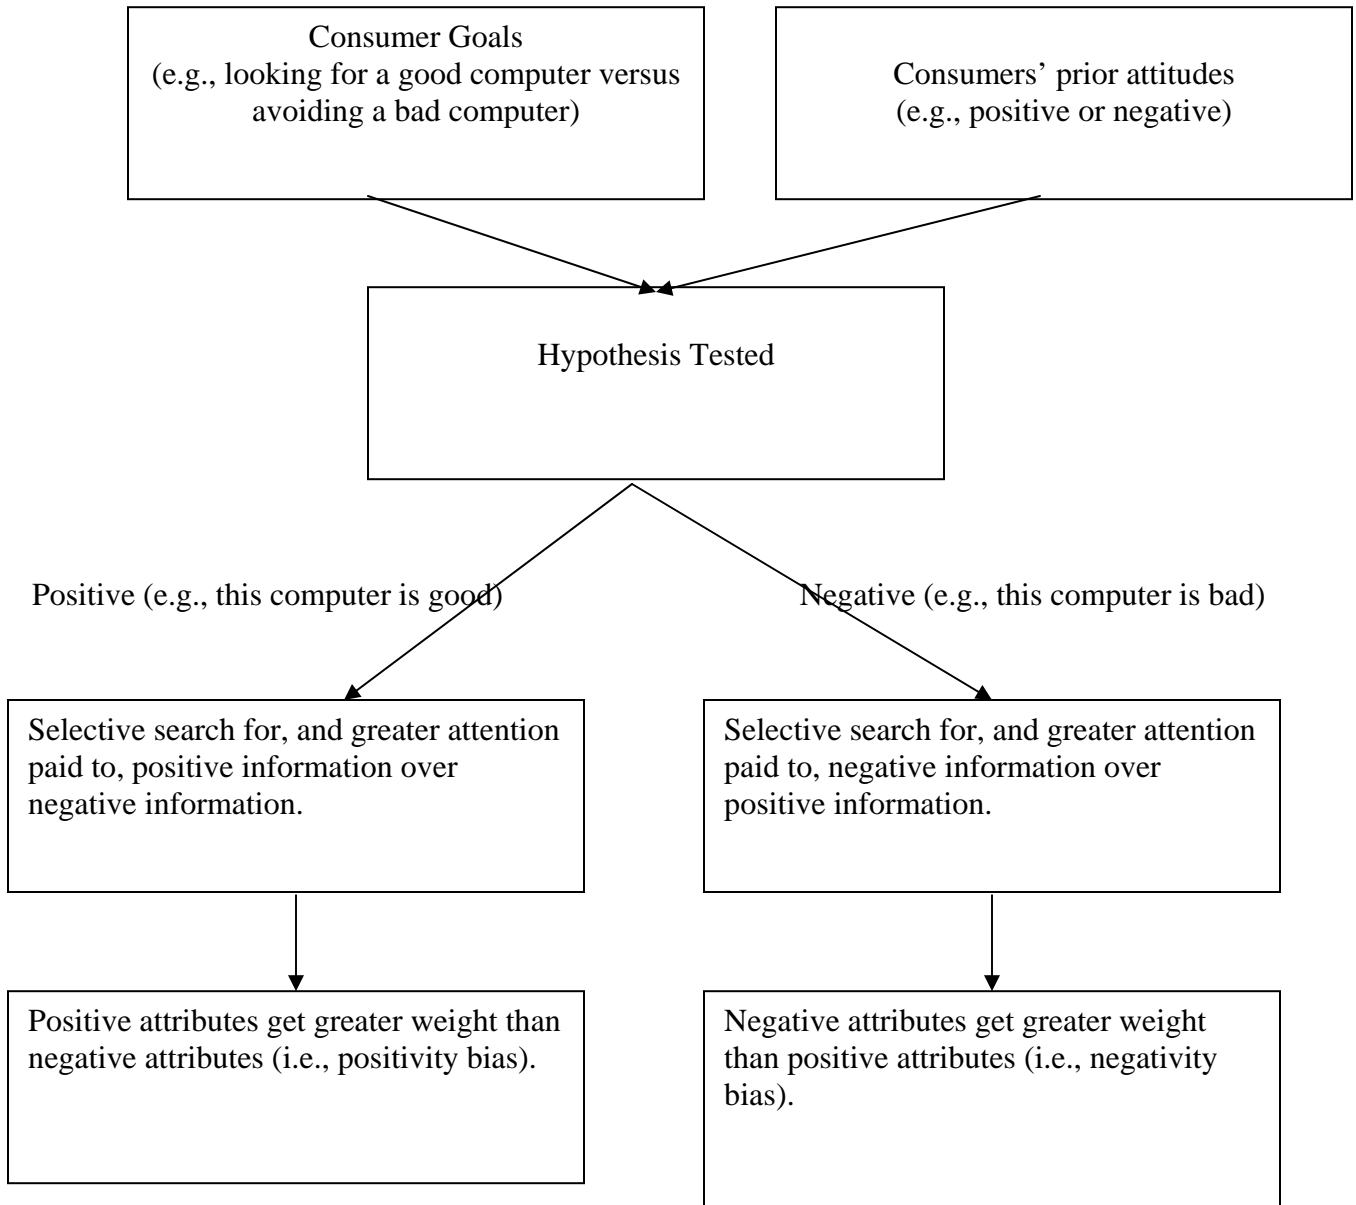 Consumer Goals
(e.g., looking for a good computer versus
avoiding a bad computer)
Consumers’ prior attitudes
(e.g., positive or negative)
Hypothesis Tested
Positive (e.g., this computer is good)
Negative (e.g., this computer is bad)
Selective search for, and greater attention
paid to, positive information over
negative information.
Selective search for, and greater attention
paid to, negative information over
positive information.
Positive attributes get greater weight than
negative attributes (i.e., positivity bias).
Negative attributes get greater weight
than positive attributes (i.e., negativity
bias).